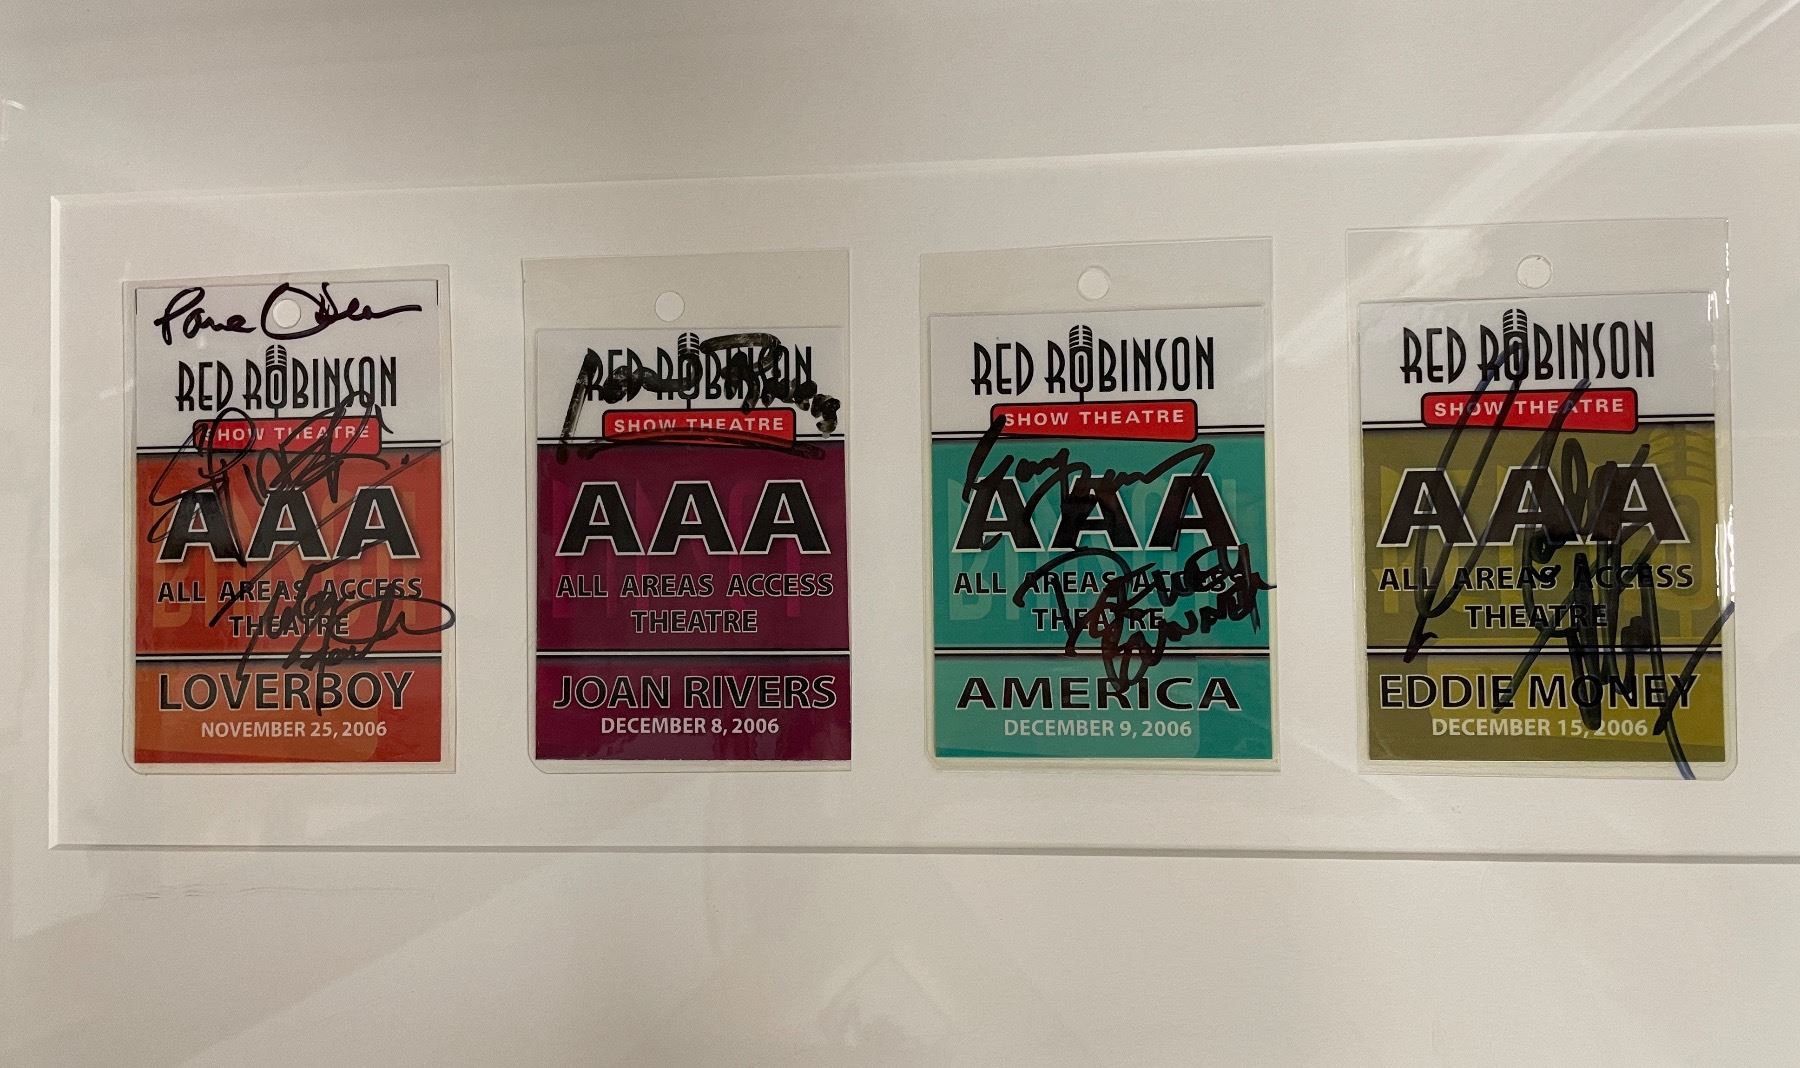 RED ROBINSON
SHOW THEATRE
AAA
ALL AREAS ACCESS
THEATRE
LOVERBOY
NOVEMBER 25, 2006
RED ROBINSON
SHOW THEATRE
AAA
ALL AREAS ACCESS
THEATRE
JOAN RIVERS
DECEMBER 8, 2006
RED ROBINSON
SHOW THEATRE
AAA
ALL AREAS ACCESS
THEATRE
AMERICA
DECEMBER 9, 2006
RED ROBINSON
SHOW THEATRE
AAA
ALL AREAS ACCESS
THEATRE
EDDIE MONEY
DECEMBER 15, 2006